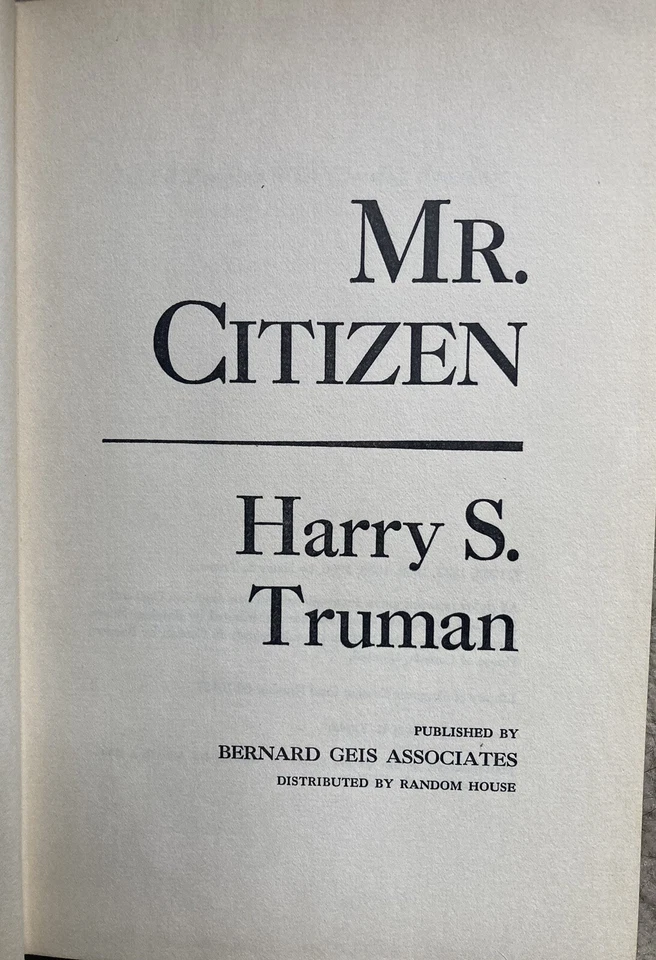 MR.
CITIZEN
Harry S.
Truman
PUBLISHED BY
BERNARD GEIS ASSOCIATES
DISTRIBUTED BY RANDOM HOUSE